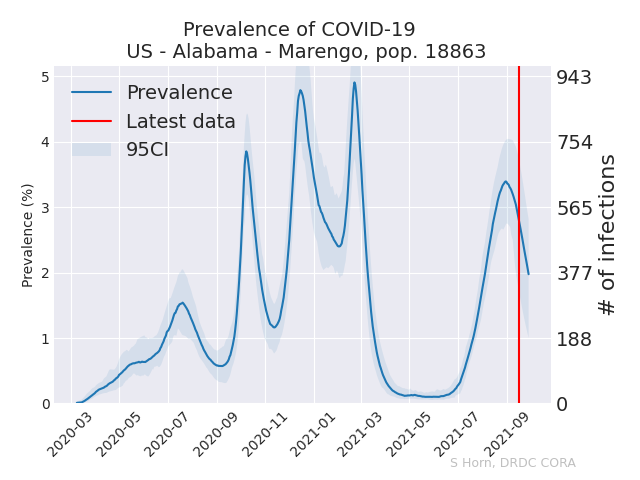 Prevalence of COVID-19
US - Alabama - Marengo, pop. 18863
Prevalence
Latest data
95CI
Prevalence (%)
5
4
3
2
1
0
943
754
565
377
188
0
# of infections
2020-03
2020-05
2020-07
2020-09
2020-11
2021-01
2021-03
2021-05
2021-07
2021-09
S Horn, DRDC CORA